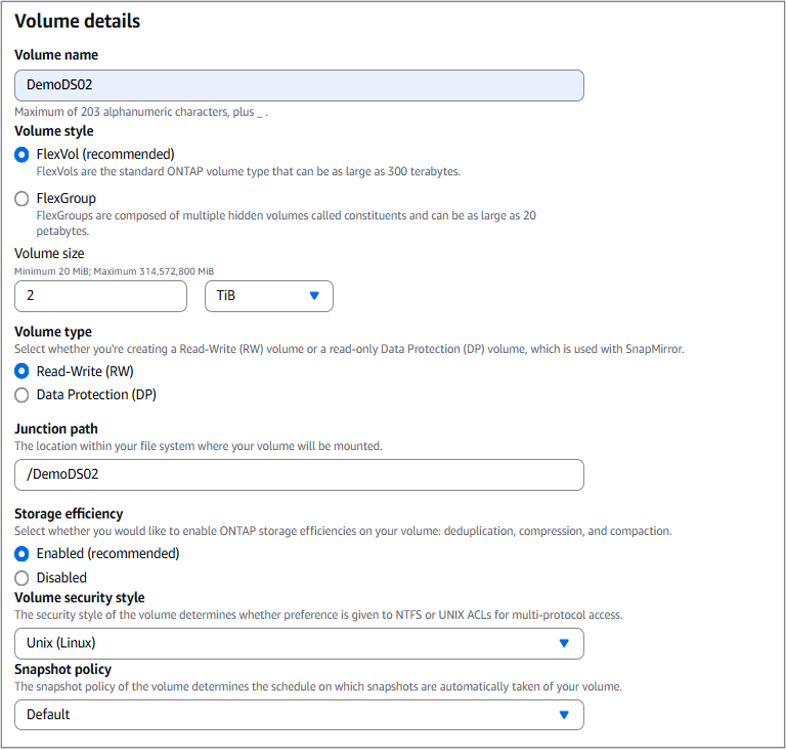 Volume details
Volume name
DemoDS02
Maximum of 203 alphanumeric characters, plus _ .
Volume style
FlexVol (recommended)
FlexVols are the standard ONTAP volume type that can be as large as 300 terabytes.
FlexGroup
FlexGroups are composed of multiple hidden volumes called constituents and can be as large as 20
petabytes.
Volume size
Minimum 20 MiB; Maximum 314,572,800 MiB
2 TiB
Volume type
Select whether you're creating a Read-Write (RW) volume or a read-only Data Protection (DP) volume, which is used with SnapMirror.
Read-Write (RW)
Data Protection (DP)
Junction path
The location within your file system where your volume will be mounted.
/DemoDS02
Storage efficiency
Select whether you would like to enable ONTAP storage efficiencies on your volume: deduplication, compression, and compaction.
Enabled (recommended)
Disabled
Volume security style
The security style of the volume determines whether preference is given to NTFS or UNIX ACLs for multi-protocol access.
Unix (Linux)
Snapshot policy
The snapshot policy of the volume determines the schedule on which snapshots are automatically taken of your volume.
Default